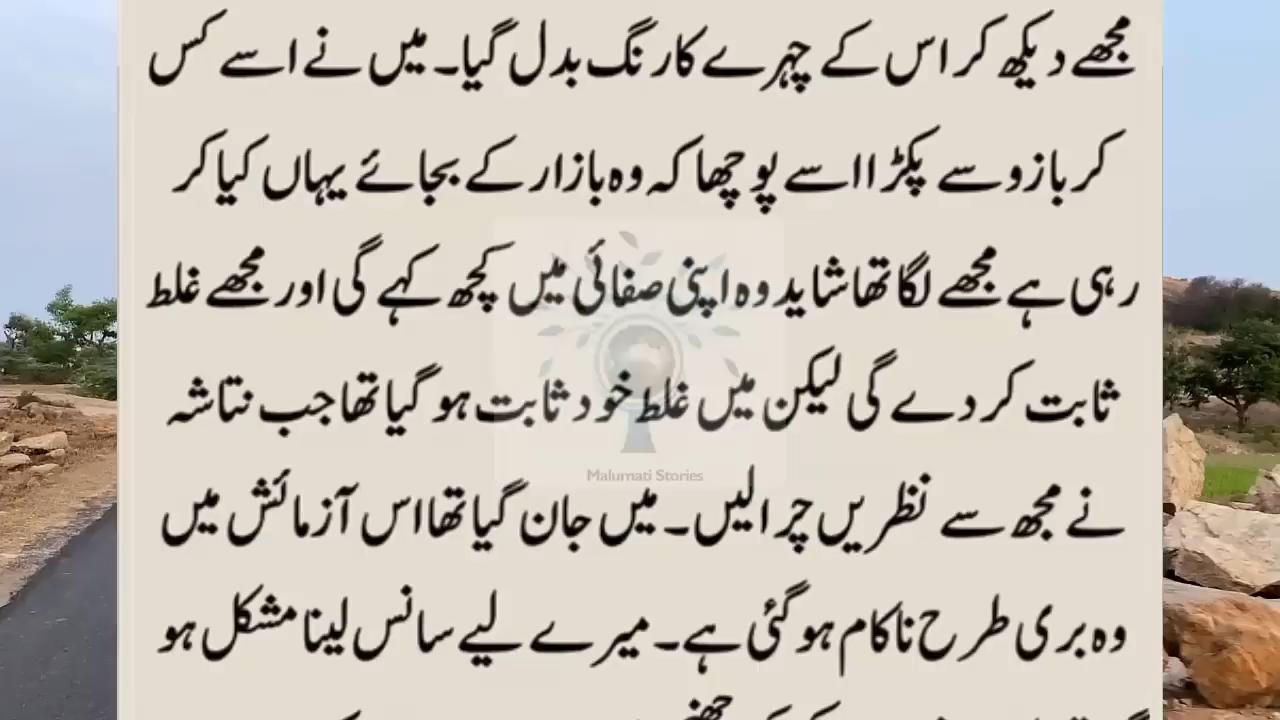 مجھے دیکھ کر اس کے چہرے کا رنگ بدل گیا۔ میں نے اسے کس
کر بازو سے پکڑا اسے پوچھا کہ وہ بازار کے بجائے یہاں کیا کر
رہی ہے مجھے لگا تھا شاید وہ اپنی صفائی میں کچھ کہے گی اور مجھے غلط
ثابت کر دے گی لیکن میں غلط خود ثابت ہو گیا تھا جب نتاشہ
نے مجھ سے نظریں چرا لیں۔ میں جان گیا تھا اس آزمائش میں
وہ بری طرح ناکام ہو گئی ہے۔ میرے لیے سانس لینا مشکل ہو
Malumati Stories